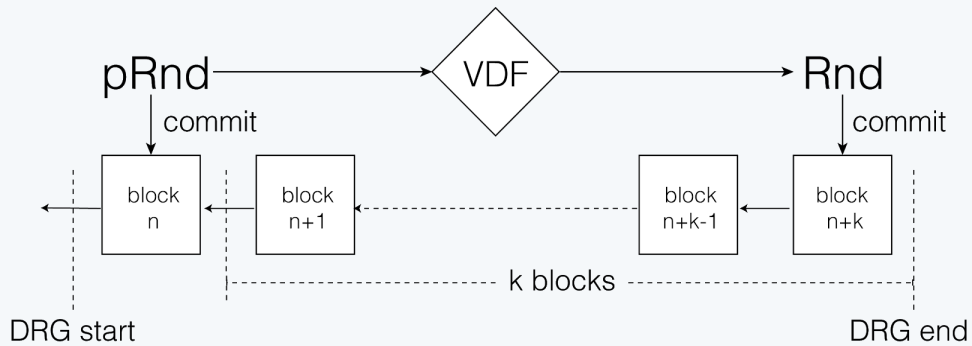 pRnd
VDF
Rnd
commit
commit
block
n
block
n+1
block
n+k-1
block
n+k
k blocks
DRG start
DRG end